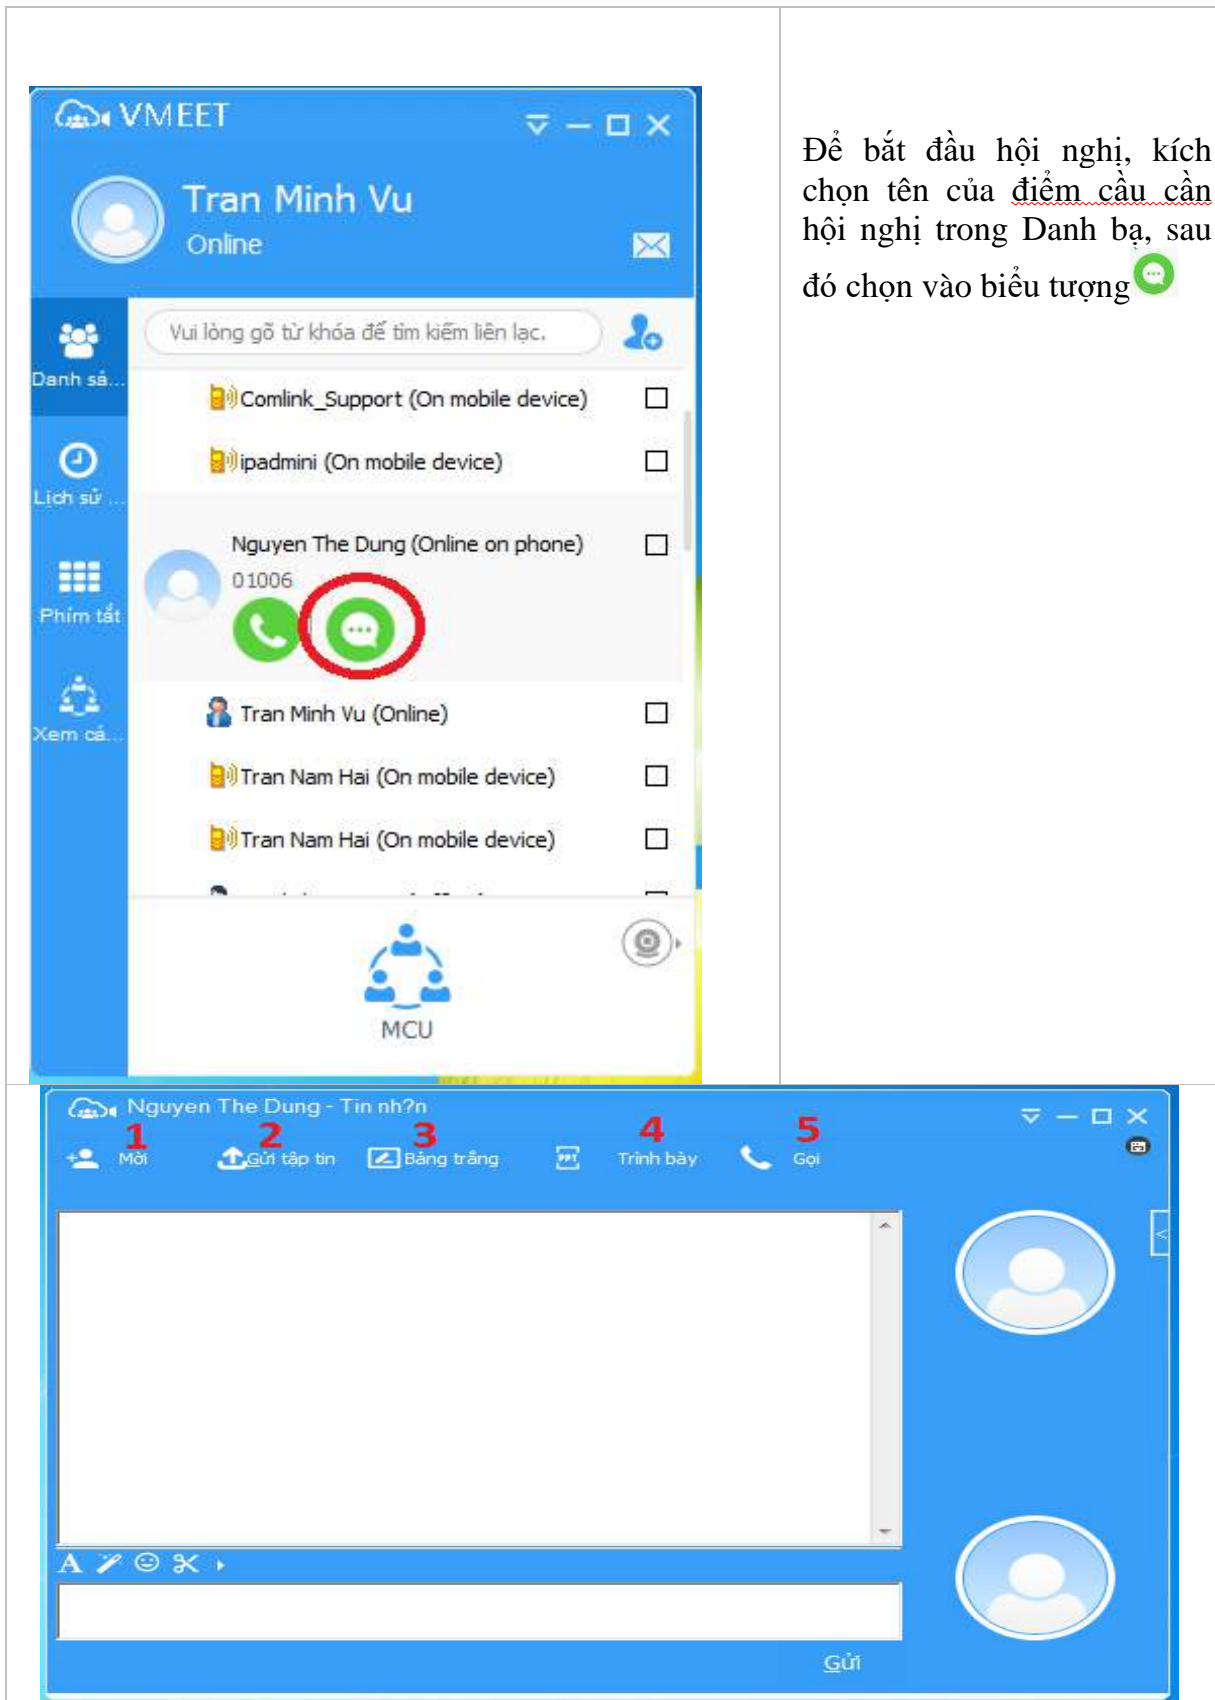 VMEET
Tran Minh Vu
Online
Vui lòng gõ từ khóa để tìm kiếm liên lạc.
Danh sá...
Comlink_Support (On mobile device)
ipadmini (On mobile device)
Lịch sử ...
Nguyen The Dung (Online on phone)
01006
Phím tắt
Tran Minh Vu (Online)
Xem cá...
Tran Nam Hai (On mobile device)
Tran Nam Hai (On mobile device)
MCU
Để bắt đầu hội nghị, kích
chọn tên của điểm cầu cần
hội nghị trong Danh bạ, sau
đó chọn vào biểu tượng
Nguyen The Dung - Tin nh?n
1 2 3 4 5
Mời Gửi tập tin Bảng trắng PPT Trình bày Gọi
A
Gửi